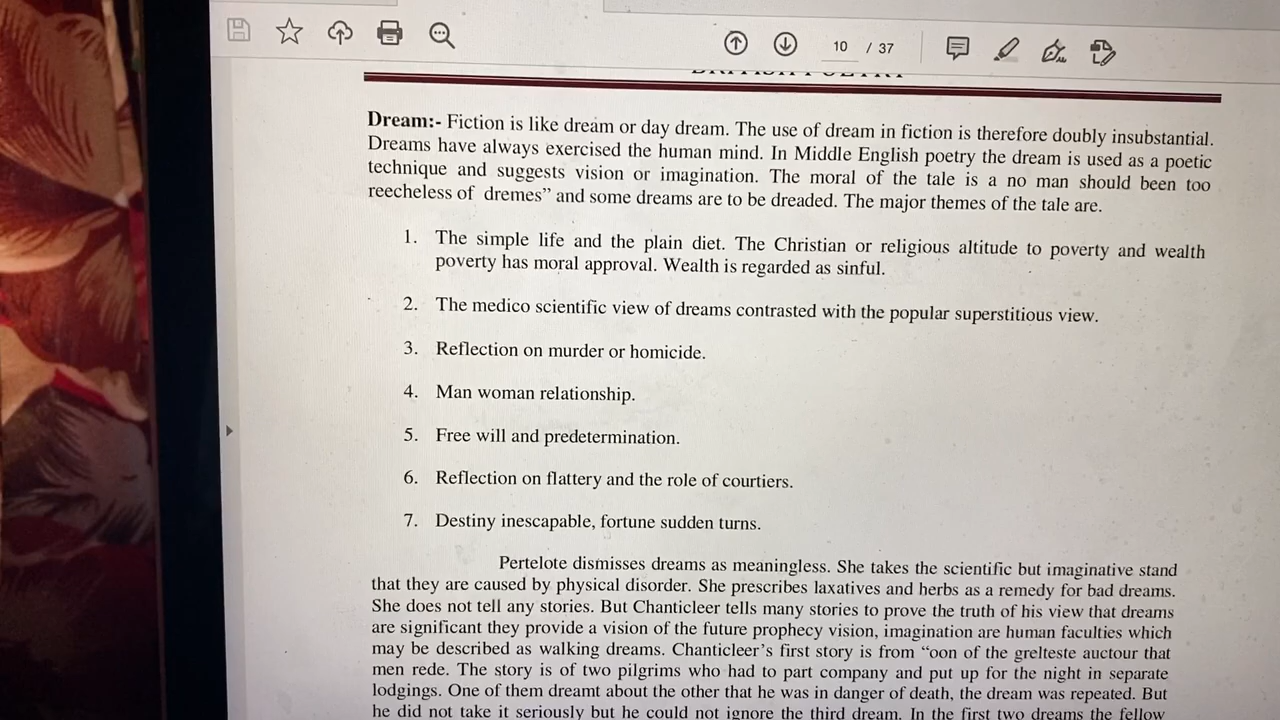 10 / 37
Dream:- Fiction is like dream or day dream. The use of dream in fiction is therefore doubly insubstantial.
Dreams have always exercised the human mind. In Middle English poetry the dream is used as a poetic
technique and suggests vision or imagination. The moral of the tale is a no man should been too
reecheless of dremes” and some dreams are to be dreaded. The major themes of the tale are.
1. The simple life and the plain diet. The Christian or religious altitude to poverty and wealth
poverty has moral approval. Wealth is regarded as sinful.
2. The medico scientific view of dreams contrasted with the popular superstitious view.
3. Reflection on murder or homicide.
4. Man woman relationship.
5. Free will and predetermination.
6. Reflection on flattery and the role of courtiers.
7. Destiny inescapable, fortune sudden turns.
Pertelote dismisses dreams as meaningless. She takes the scientific but imaginative stand
that they are caused by physical disorder. She prescribes laxatives and herbs as a remedy for bad dreams.
She does not tell any stories. But Chanticleer tells many stories to prove the truth of his view that dreams
are significant they provide a vision of the future prophecy vision, imagination are human faculties which
may be described as walking dreams. Chanticleer’s first story is from “oon of the grelteste auctour that
men rede. The story is of two pilgrims who had to part company and put up for the night in separate
lodgings. One of them dreamt about the other that he was in danger of death, the dream was repeated. But
he did not take it seriously but he could not ignore the third dream. In the first two dreams the fellow